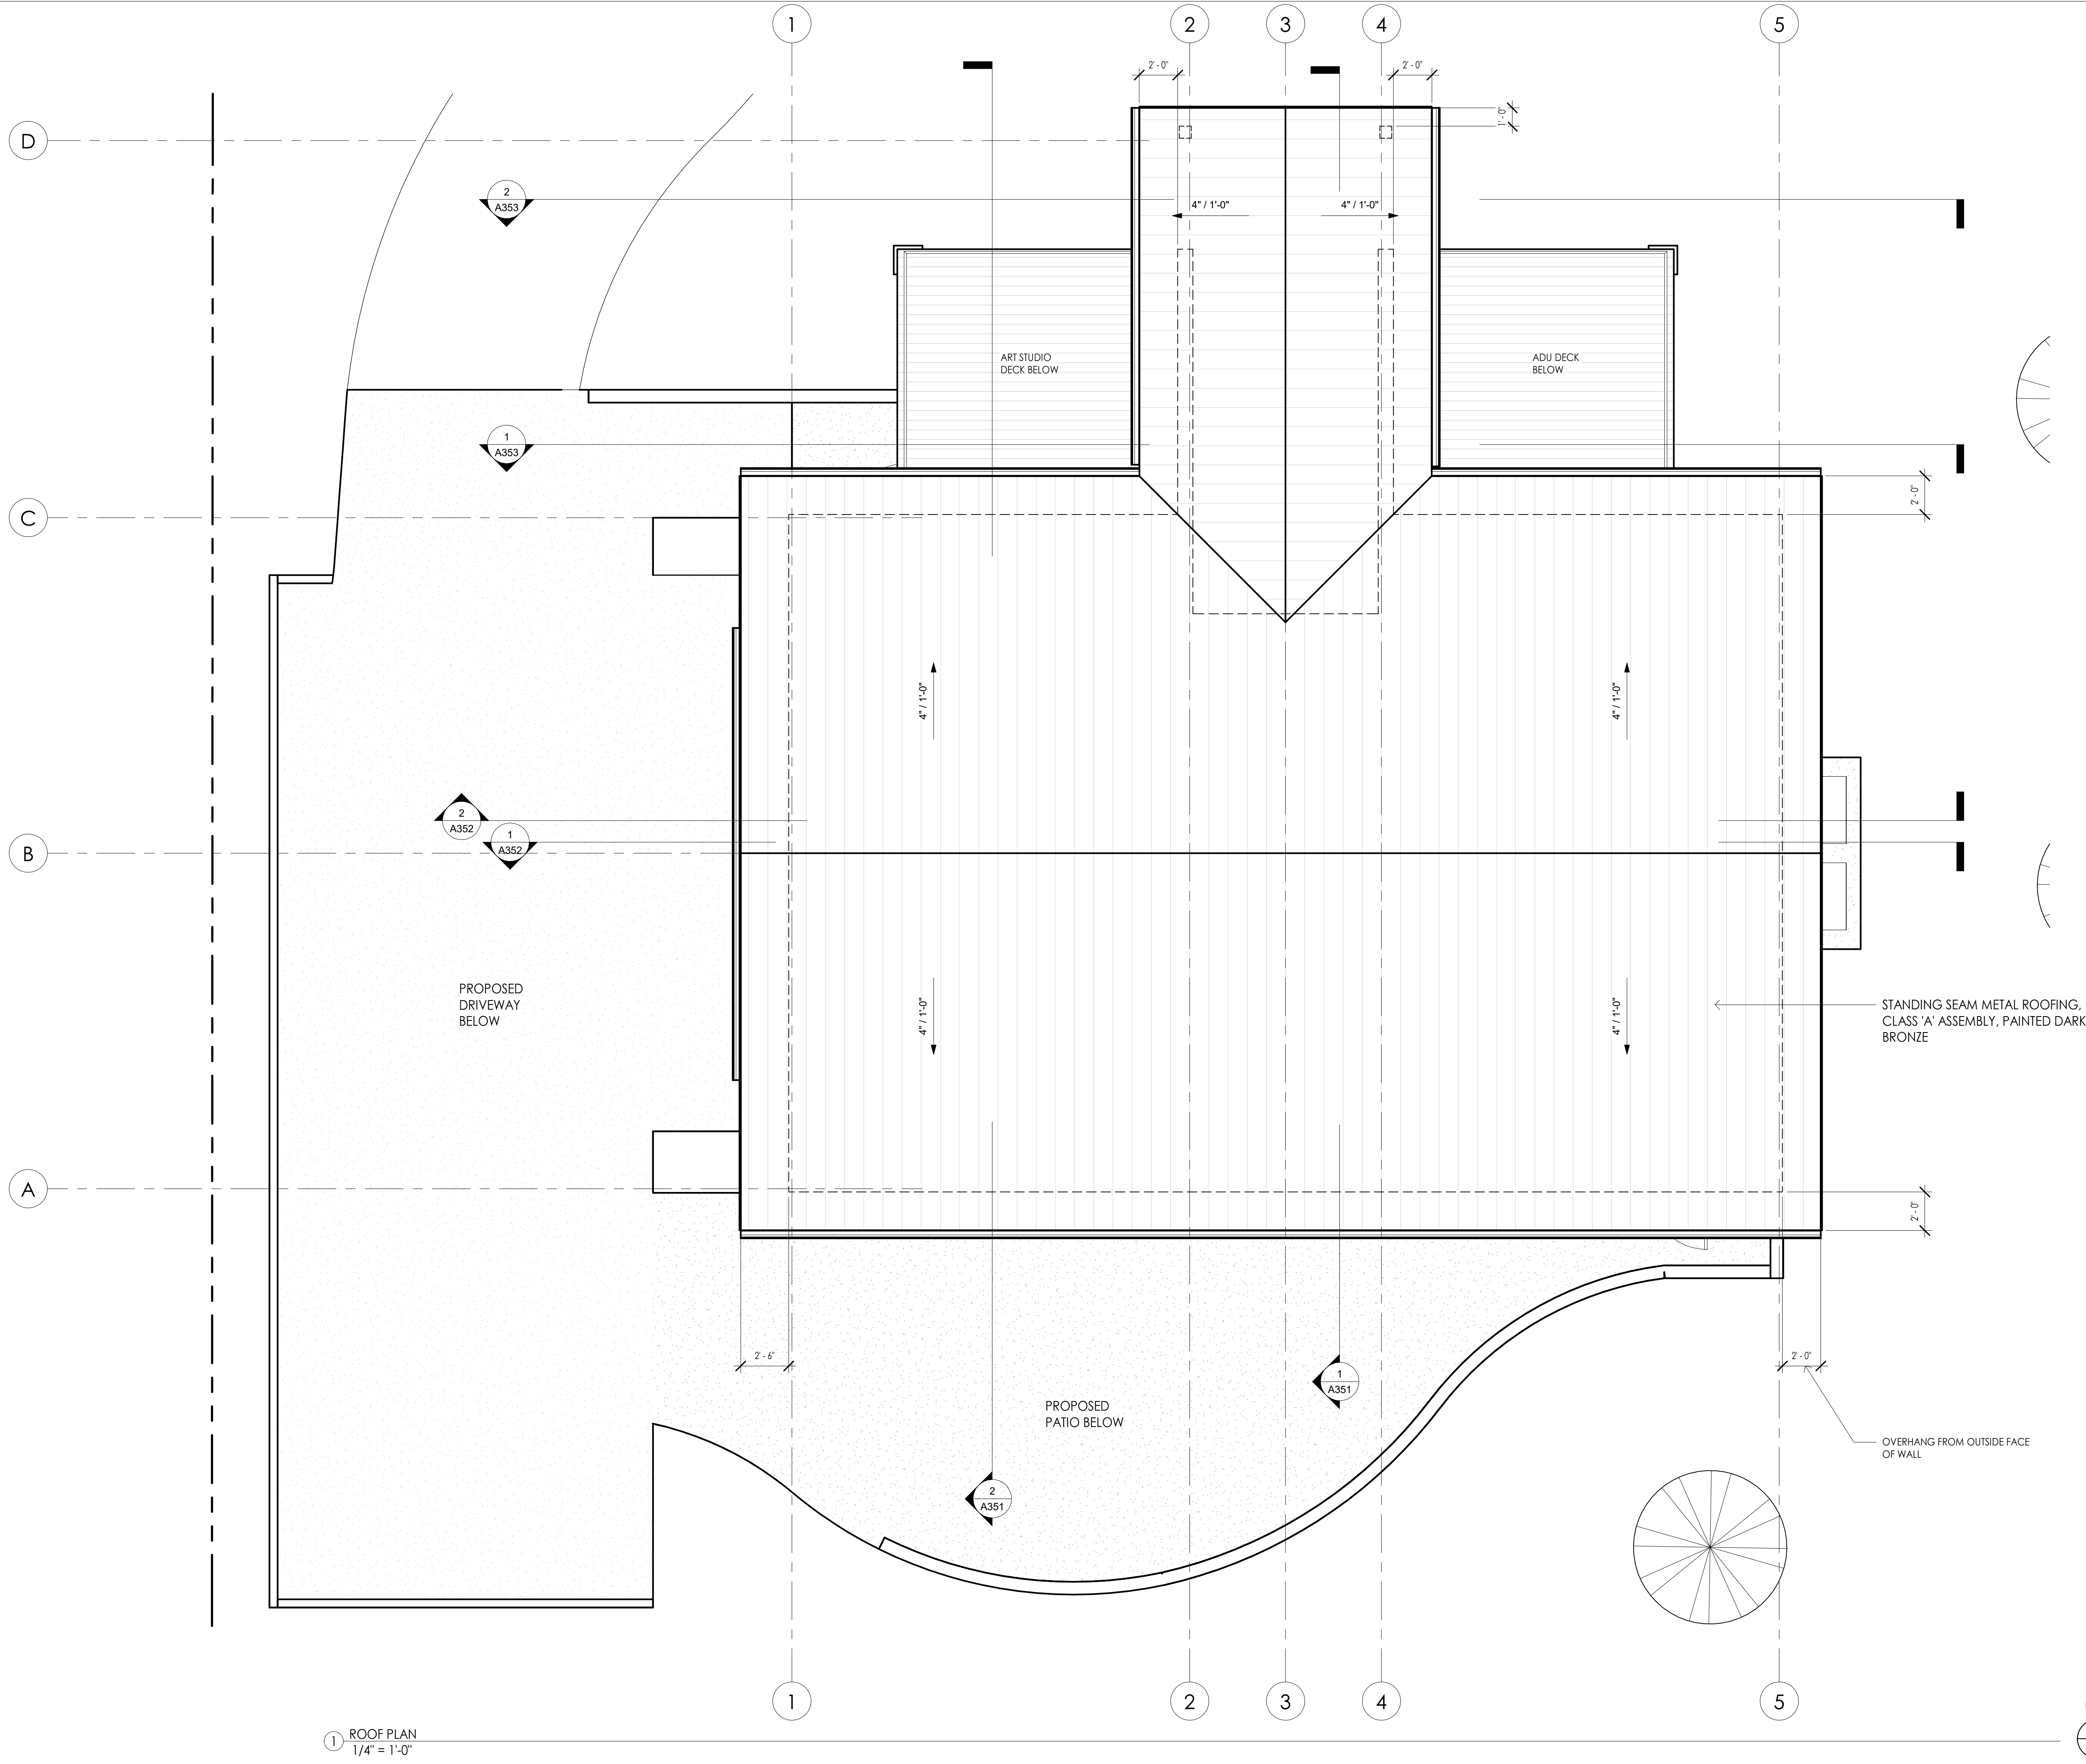 1
2
3
4
5
2' - 0"
2' - 0"
1' - 0"
D
2
A353
4" / 1'-0"
4" / 1'-0"
ART STUDIO
DECK BELOW
ADU DECK
BELOW
1
A353
2' - 0"
C
4" / 1'-0"
4" / 1'-0"
2
A352
1
A352
B
PROPOSED
DRIVEWAY
BELOW
4" / 1'-0"
4" / 1'-0"
STANDING SEAM METAL ROOFING,
CLASS 'A' ASSEMBLY, PAINTED DARK
BRONZE
A
2' - 0"
2' - 6"
2' - 0"
1
A351
PROPOSED
PATIO BELOW
OVERHANG FROM OUTSIDE FACE
OF WALL
2
A351
1
2
3
4
5
1
ROOF PLAN
1/4" = 1'-0"